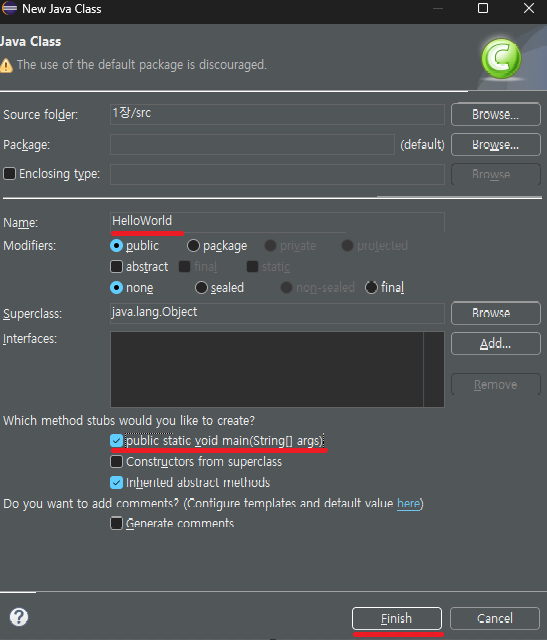 New Java Class
Java Class
The use of the default package is discouraged.
Source folder: 1장/src Browse...
Package: (default) Browse...
Enclosing type: Browse
Name: HelloWorld
Modifiers: public package private protected
abstract final static
none sealed non-sealed final
Superclass: java.lang.Object Browse
Interfaces: Add...
Remove
Which method stubs would you like to create?
public static void main(String[] args)
Constructors from superclass
Inherited abstract methods
Do you want to add comments? (Configure templates and default value here)
Generate comments
Finish Cancel